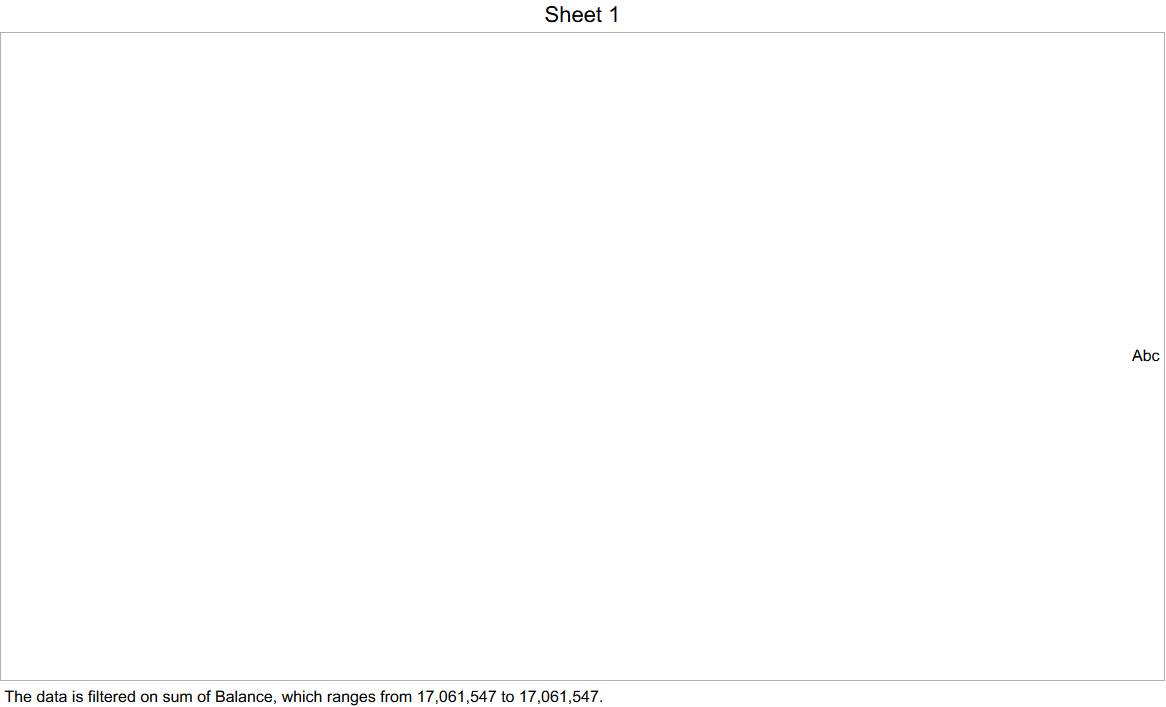 Sheet 1
Abc
The data is filtered on sum of Balance, which ranges from 17,061,547 to 17,061,547.